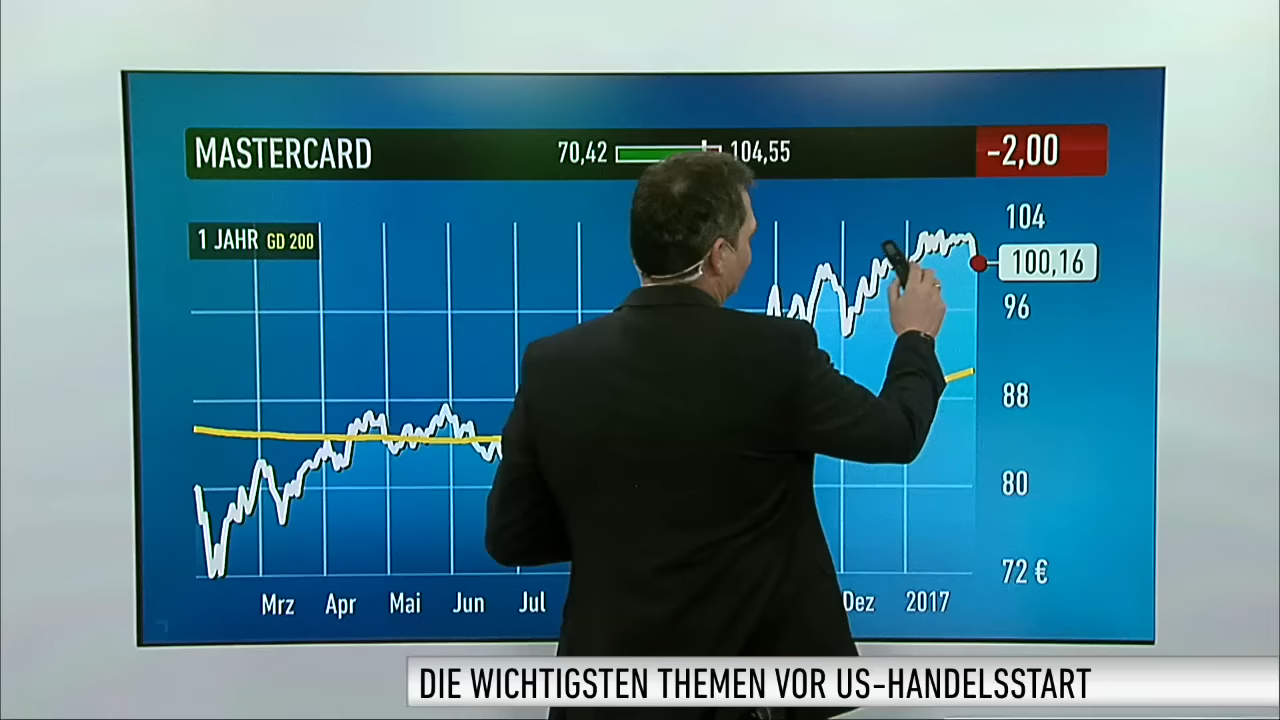 MASTERCARD 70,42 104,55 -2,00
1 JAHR GD 200
104
100,16
96
88
80
72 €
Mrz Apr Mai Jun Jul Dez 2017
DIE WICHTIGSTEN THEMEN VOR US-HANDELSSTART